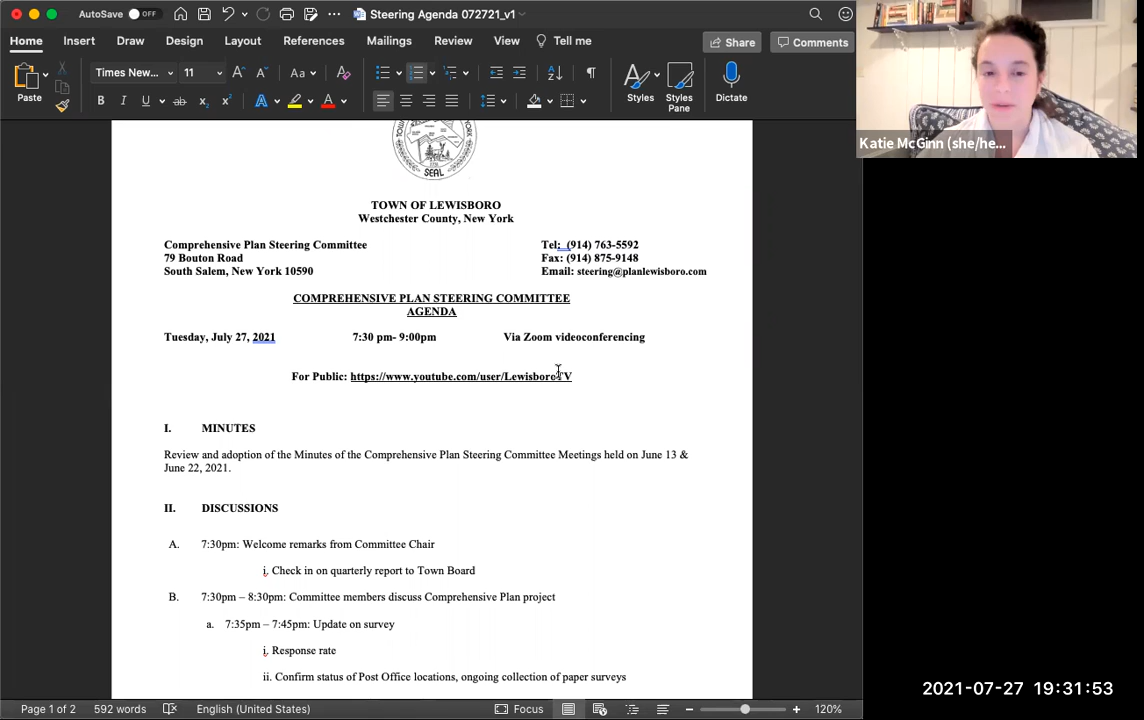 AutoSave OFF Steering Agenda 072721_v1
Home Insert Draw Design Layout References Mailings Review View Tell me Share Comments
Paste Times New... 11 Styles Styles Pane Dictate
SEAL
TOWN OF LEWISBORO
Westchester County, New York
Comprehensive Plan Steering Committee Tel: (914) 763-5592
79 Bouton Road Fax: (914) 875-9148
South Salem, New York 10590 Email: steering@planlewisboro.com
COMPREHENSIVE PLAN STEERING COMMITTEE
AGENDA
Tuesday, July 27, 2021 7:30 pm- 9:00pm Via Zoom videoconferencing
For Public: https://www.youtube.com/user/LewisboroTV
I. MINUTES
Review and adoption of the Minutes of the Comprehensive Plan Steering Committee Meetings held on June 13 &
June 22, 2021.
II. DISCUSSIONS
A. 7:30pm: Welcome remarks from Committee Chair
i. Check in on quarterly report to Town Board
B. 7:30pm – 8:30pm: Committee members discuss Comprehensive Plan project
a. 7:35pm – 7:45pm: Update on survey
i. Response rate
ii. Confirm status of Post Office locations, ongoing collection of paper surveys
Page 1 of 2 592 words English (United States) Focus 120%
Katie McGinn (she/he...
2021-07-27 19:31:53